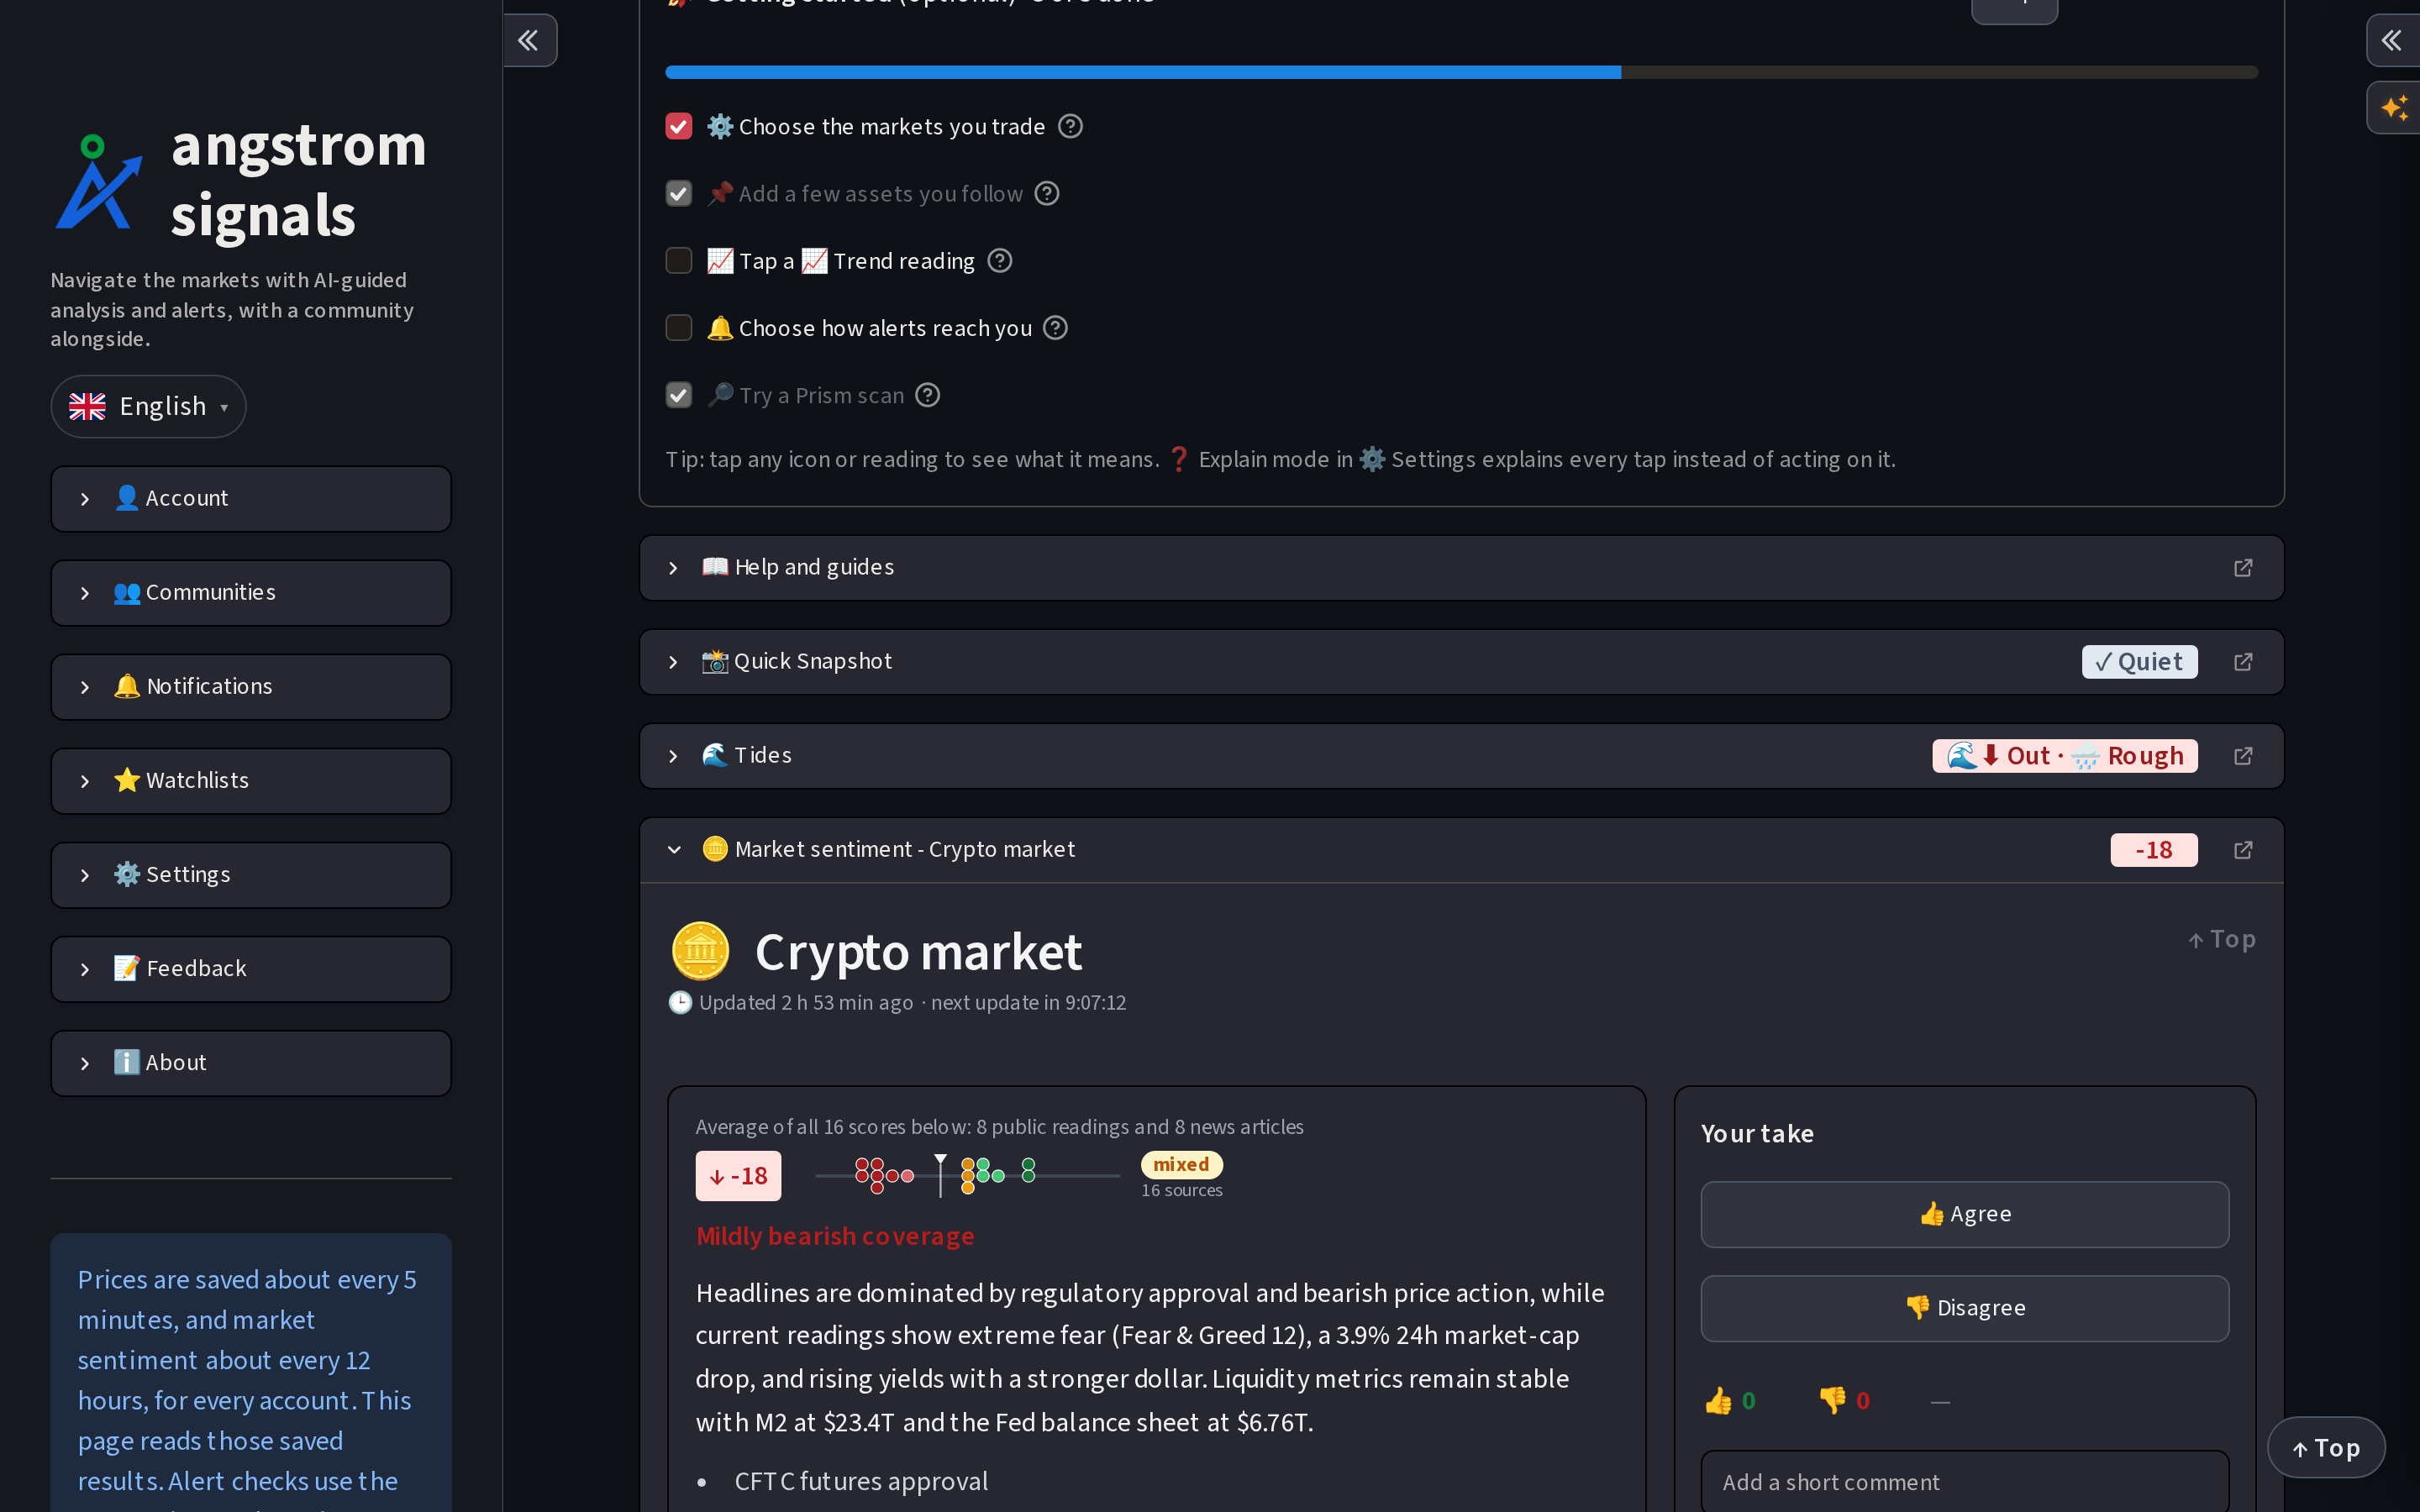 angstrom
signals
Navigate the markets with AI-guided
analysis and alerts, with a community
alongside.
English
Account
Communities
Notifications
Watchlists
Settings
Feedback
About
Prices are saved about every 5
minutes, and market
sentiment about every 12
hours, for every account. This
page reads those saved
results. Alert checks use the
Choose the markets you trade
Add a few assets you follow
Tap a 📈 Trend reading
Choose how alerts reach you
Try a Prism scan
Tip: tap any icon or reading to see what it means. ❓ Explain mode in ⚙️ Settings explains every tap instead of acting on it.
Help and guides
Quick Snapshot
✓ Quiet
Tides
Out · Rough
Market sentiment - Crypto market
-18
Crypto market
↑ Top
Updated 2 h 53 min ago · next update in 9:07:12
Average of all 16 scores below: 8 public readings and 8 news articles
↓ -18
mixed
16 sources
Mildly bearish coverage
Headlines are dominated by regulatory approval and bearish price action, while
current readings show extreme fear (Fear & Greed 12), a 3.9% 24h market-cap
drop, and rising yields with a stronger dollar. Liquidity metrics remain stable
with M2 at $23.4T and the Fed balance sheet at $6.76T.
• CFTC futures approval
Your take
Agree
Disagree
0
0
—
Add a short comment
↑ Top